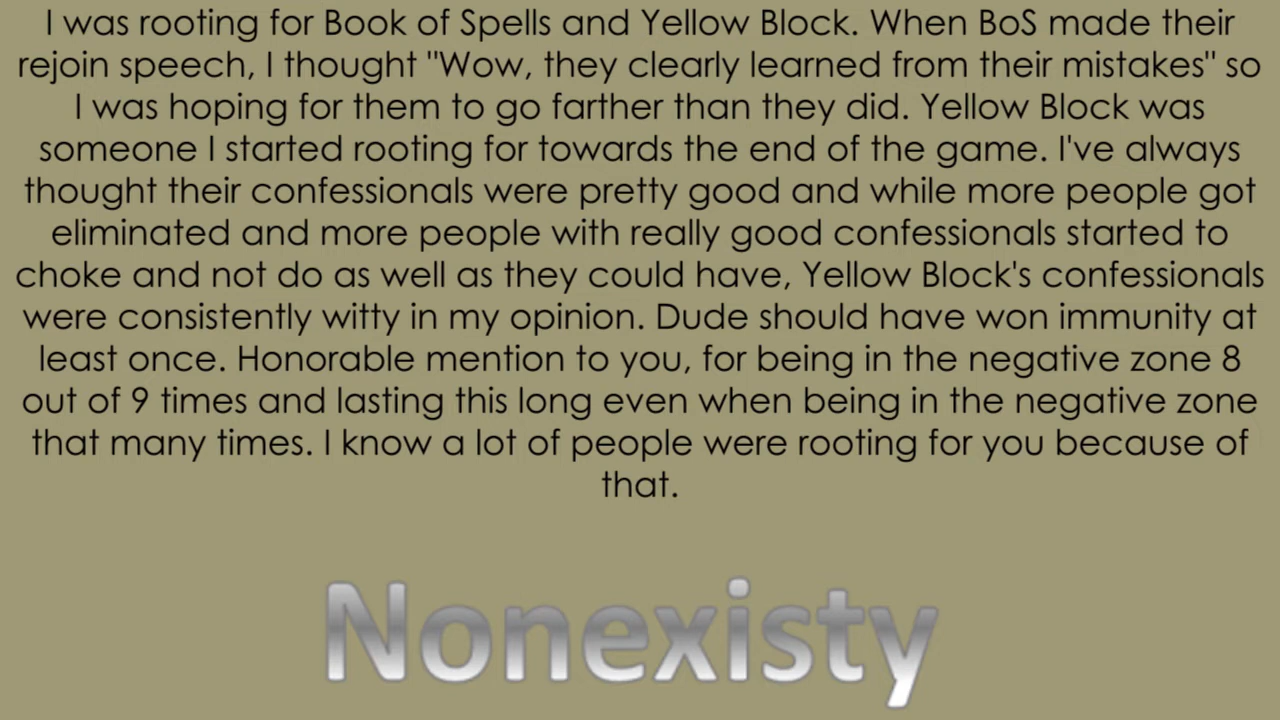 I was rooting for Book of Spells and Yellow Block. When BoS made their
rejoin speech, I thought "Wow, they clearly learned from their mistakes" so
I was hoping for them to go farther than they did. Yellow Block was
someone I started rooting for towards the end of the game. I've always
thought their confessionals were pretty good and while more people got
eliminated and more people with really good confessionals started to
choke and not do as well as they could have, Yellow Block's confessionals
were consistently witty in my opinion. Dude should have won immunity at
least once. Honorable mention to you, for being in the negative zone 8
out of 9 times and lasting this long even when being in the negative zone
that many times. I know a lot of people were rooting for you because of
that.
Nonexisty